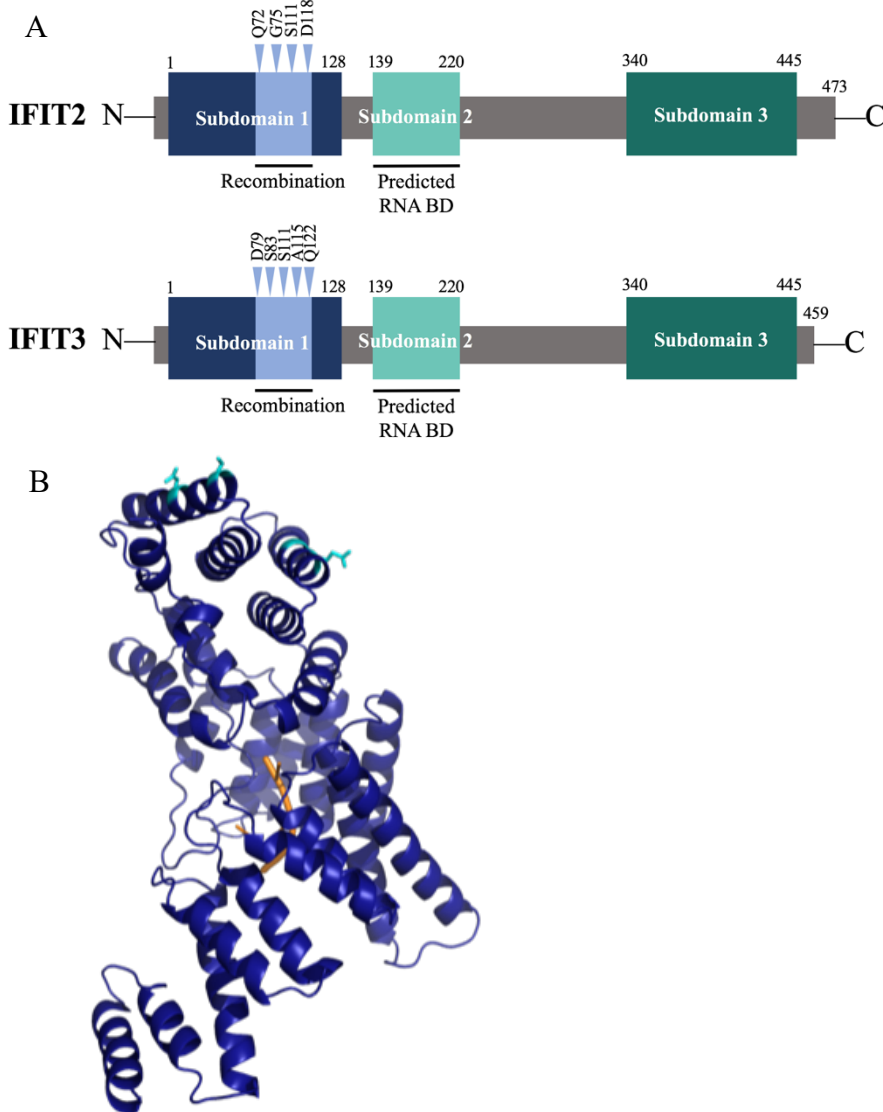 A
Q72 G75 S111 D118
1 128 139 220 340 445 473
IFIT2 N Subdomain 1 Subdomain 2 Subdomain 3 C
Recombination Predicted
RNA BD
D79 S83 S111 A115 Q122
1 128 139 220 340 445 459
IFIT3 N Subdomain 1 Subdomain 2 Subdomain 3 C
Recombination Predicted
RNA BD
B